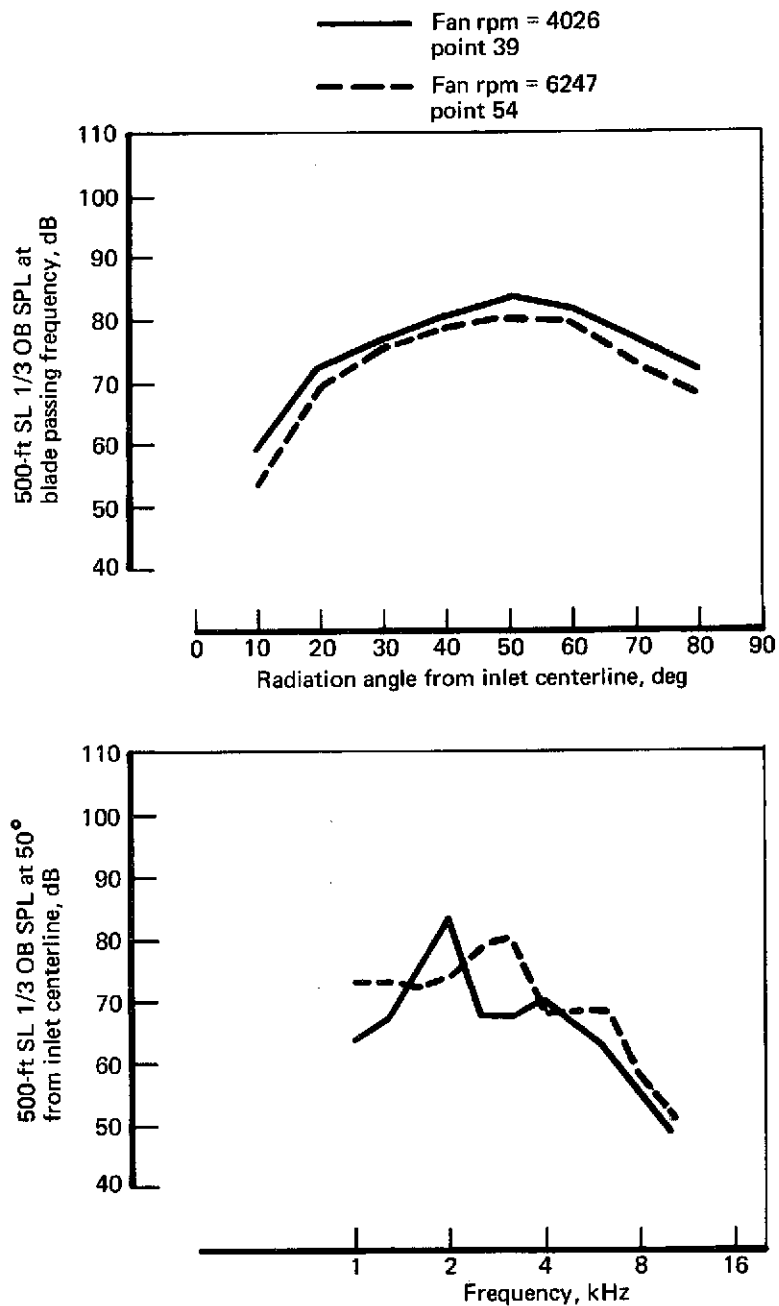 Fan rpm = 4026
point 39
Fan rpm = 6247
point 54
500-ft SL 1/3 OB SPL at
blade passing frequency, dB
110
100
90
80
70
60
50
40
0 10 20 30 40 50 60 70 80 90
Radiation angle from inlet centerline, deg
500-ft SL 1/3 OB SPL at 50°
from inlet centerline, dB
110
100
90
80
70
60
50
40
1 2 4 8 16
Frequency, kHz